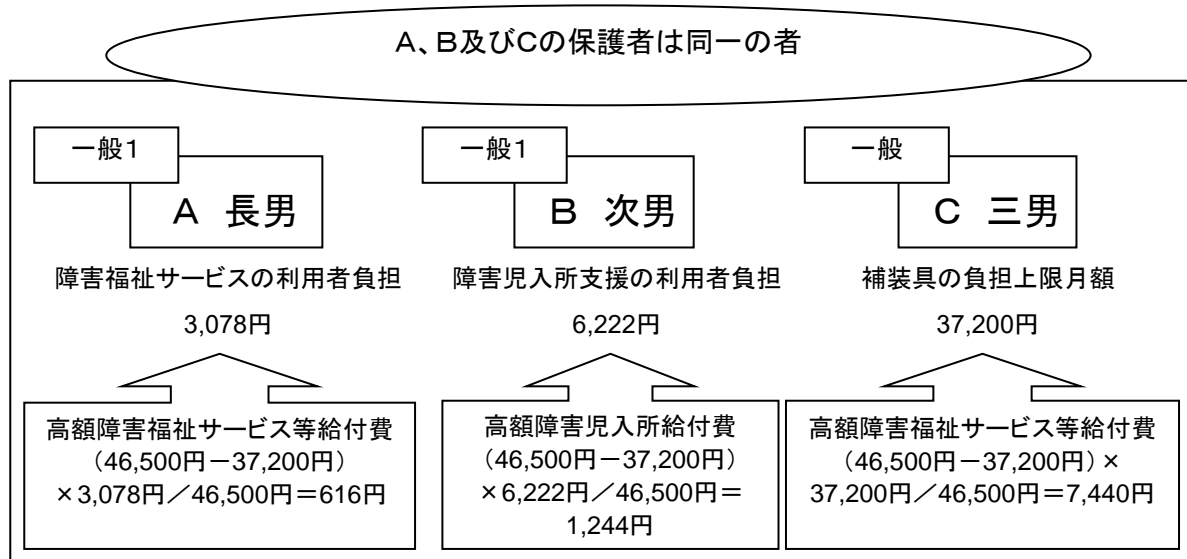 A、B及びCの保護者は同一の者
一般1
A 長男
障害福祉サービスの利用者負担
3,078円
高額障害福祉サービス等給付費
(46,500円-37,200円)
×3,078円/46,500円=616円
一般1
B 次男
障害児入所支援の利用者負担
6,222円
高額障害児入所給付費
(46,500円-37,200円)
×6,222円/46,500円=
1,244円
一般
C 三男
補装具の負担上限月額
37,200円
高額障害福祉サービス等給付費
(46,500円-37,200円)×
37,200円/46,500円=7,440円